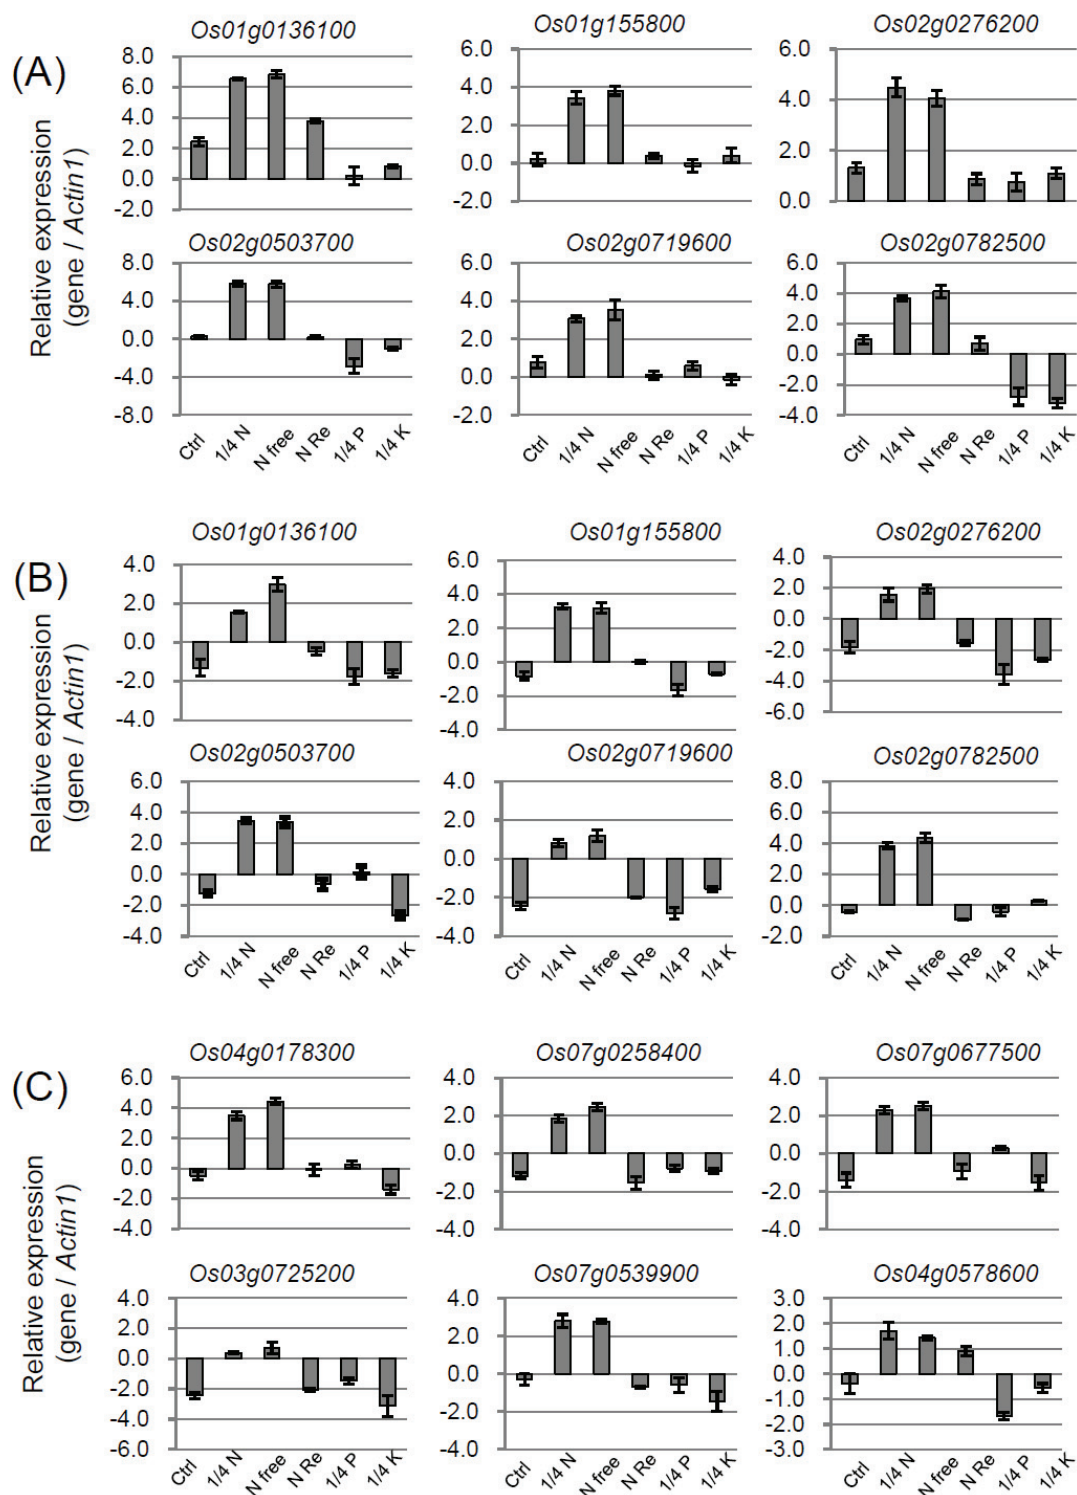 (A)
Relative expression
(gene / Actin1)
Os01g0136100
8.0
6.0
4.0
2.0
0.0
-2.0
Os01g155800
6.0
4.0
2.0
0.0
-2.0
Os02g0276200
6.0
4.0
2.0
0.0
Os02g0503700
8.0
4.0
0.0
-4.0
-8.0
Ctrl
1/4 N
N free
N Re
1/4 P
1/4 K
Os02g0719600
6.0
4.0
2.0
0.0
-2.0
Ctrl
1/4 N
N free
N Re
1/4 P
1/4 K
Os02g0782500
6.0
4.0
2.0
0.0
-2.0
-4.0
Ctrl
1/4 N
N free
N Re
1/4 P
1/4 K
(B)
Relative expression
(gene / Actin1)
Os01g0136100
4.0
2.0
0.0
-2.0
-4.0
Os01g155800
6.0
4.0
2.0
0.0
-2.0
-4.0
Os02g0276200
4.0
2.0
0.0
-2.0
-4.0
-6.0
Os02g0503700
6.0
4.0
2.0
0.0
-2.0
-4.0
Ctrl
1/4 N
N free
N Re
1/4 P
1/4 K
Os02g0719600
4.0
2.0
0.0
-2.0
-4.0
Ctrl
1/4 N
N free
N Re
1/4 P
1/4 K
Os02g0782500
8.0
6.0
4.0
2.0
0.0
-2.0
Ctrl
1/4 N
N free
N Re
1/4 P
1/4 K
(C)
Relative expression
(gene / Actin1)
Os04g0178300
6.0
4.0
2.0
0.0
-2.0
-4.0
Os07g0258400
4.0
2.0
0.0
-2.0
-4.0
Os07g0677500
4.0
2.0
0.0
-2.0
-4.0
Os03g0725200
4.0
2.0
0.0
-2.0
-4.0
-6.0
Ctrl
1/4 N
N free
N Re
1/4 P
1/4 K
Os07g0539900
4.0
2.0
0.0
-2.0
-4.0
Ctrl
1/4 N
N free
N Re
1/4 P
1/4 K
Os04g0578600
3.0
2.0
1.0
0.0
-1.0
-2.0
-3.0
Ctrl
1/4 N
N free
N Re
1/4 P
1/4 K